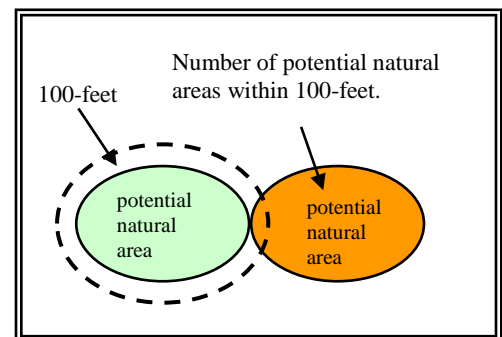 Number of potential natural
areas within 100-feet.
100-feet
potential
natural
area
potential
natural
area